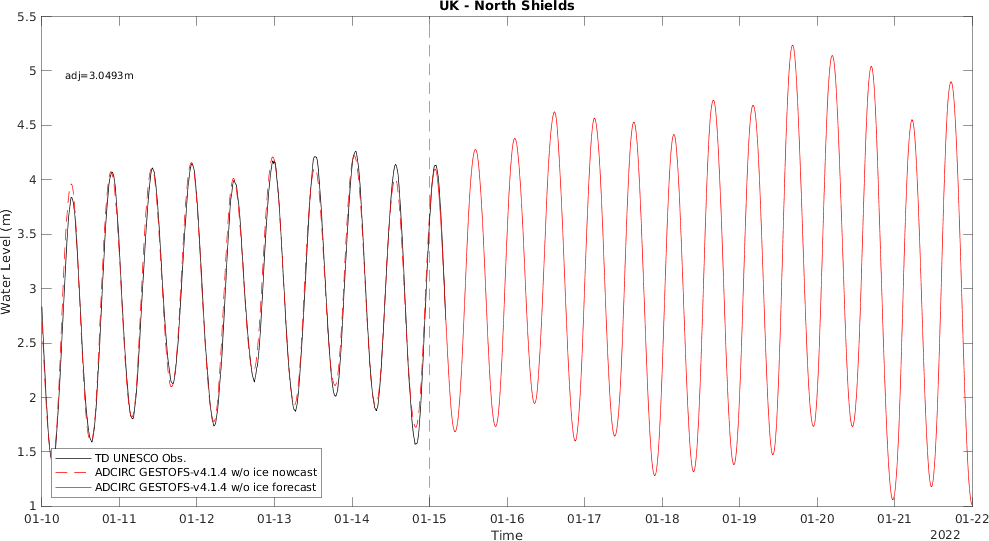 UK - North Shields
5.5
5
4.5
4
3.5
3
2.5
2
1.5
1
Water Level (m)
adj=3.0493m
TD UNESCO Obs.
ADCIRC GESTOFS-v4.1.4 w/o ice nowcast
ADCIRC GESTOFS-v4.1.4 w/o ice forecast
01-10 01-11 01-12 01-13 01-14 01-15 01-16 01-17 01-18 01-19 01-20 01-21 01-22
Time
2022